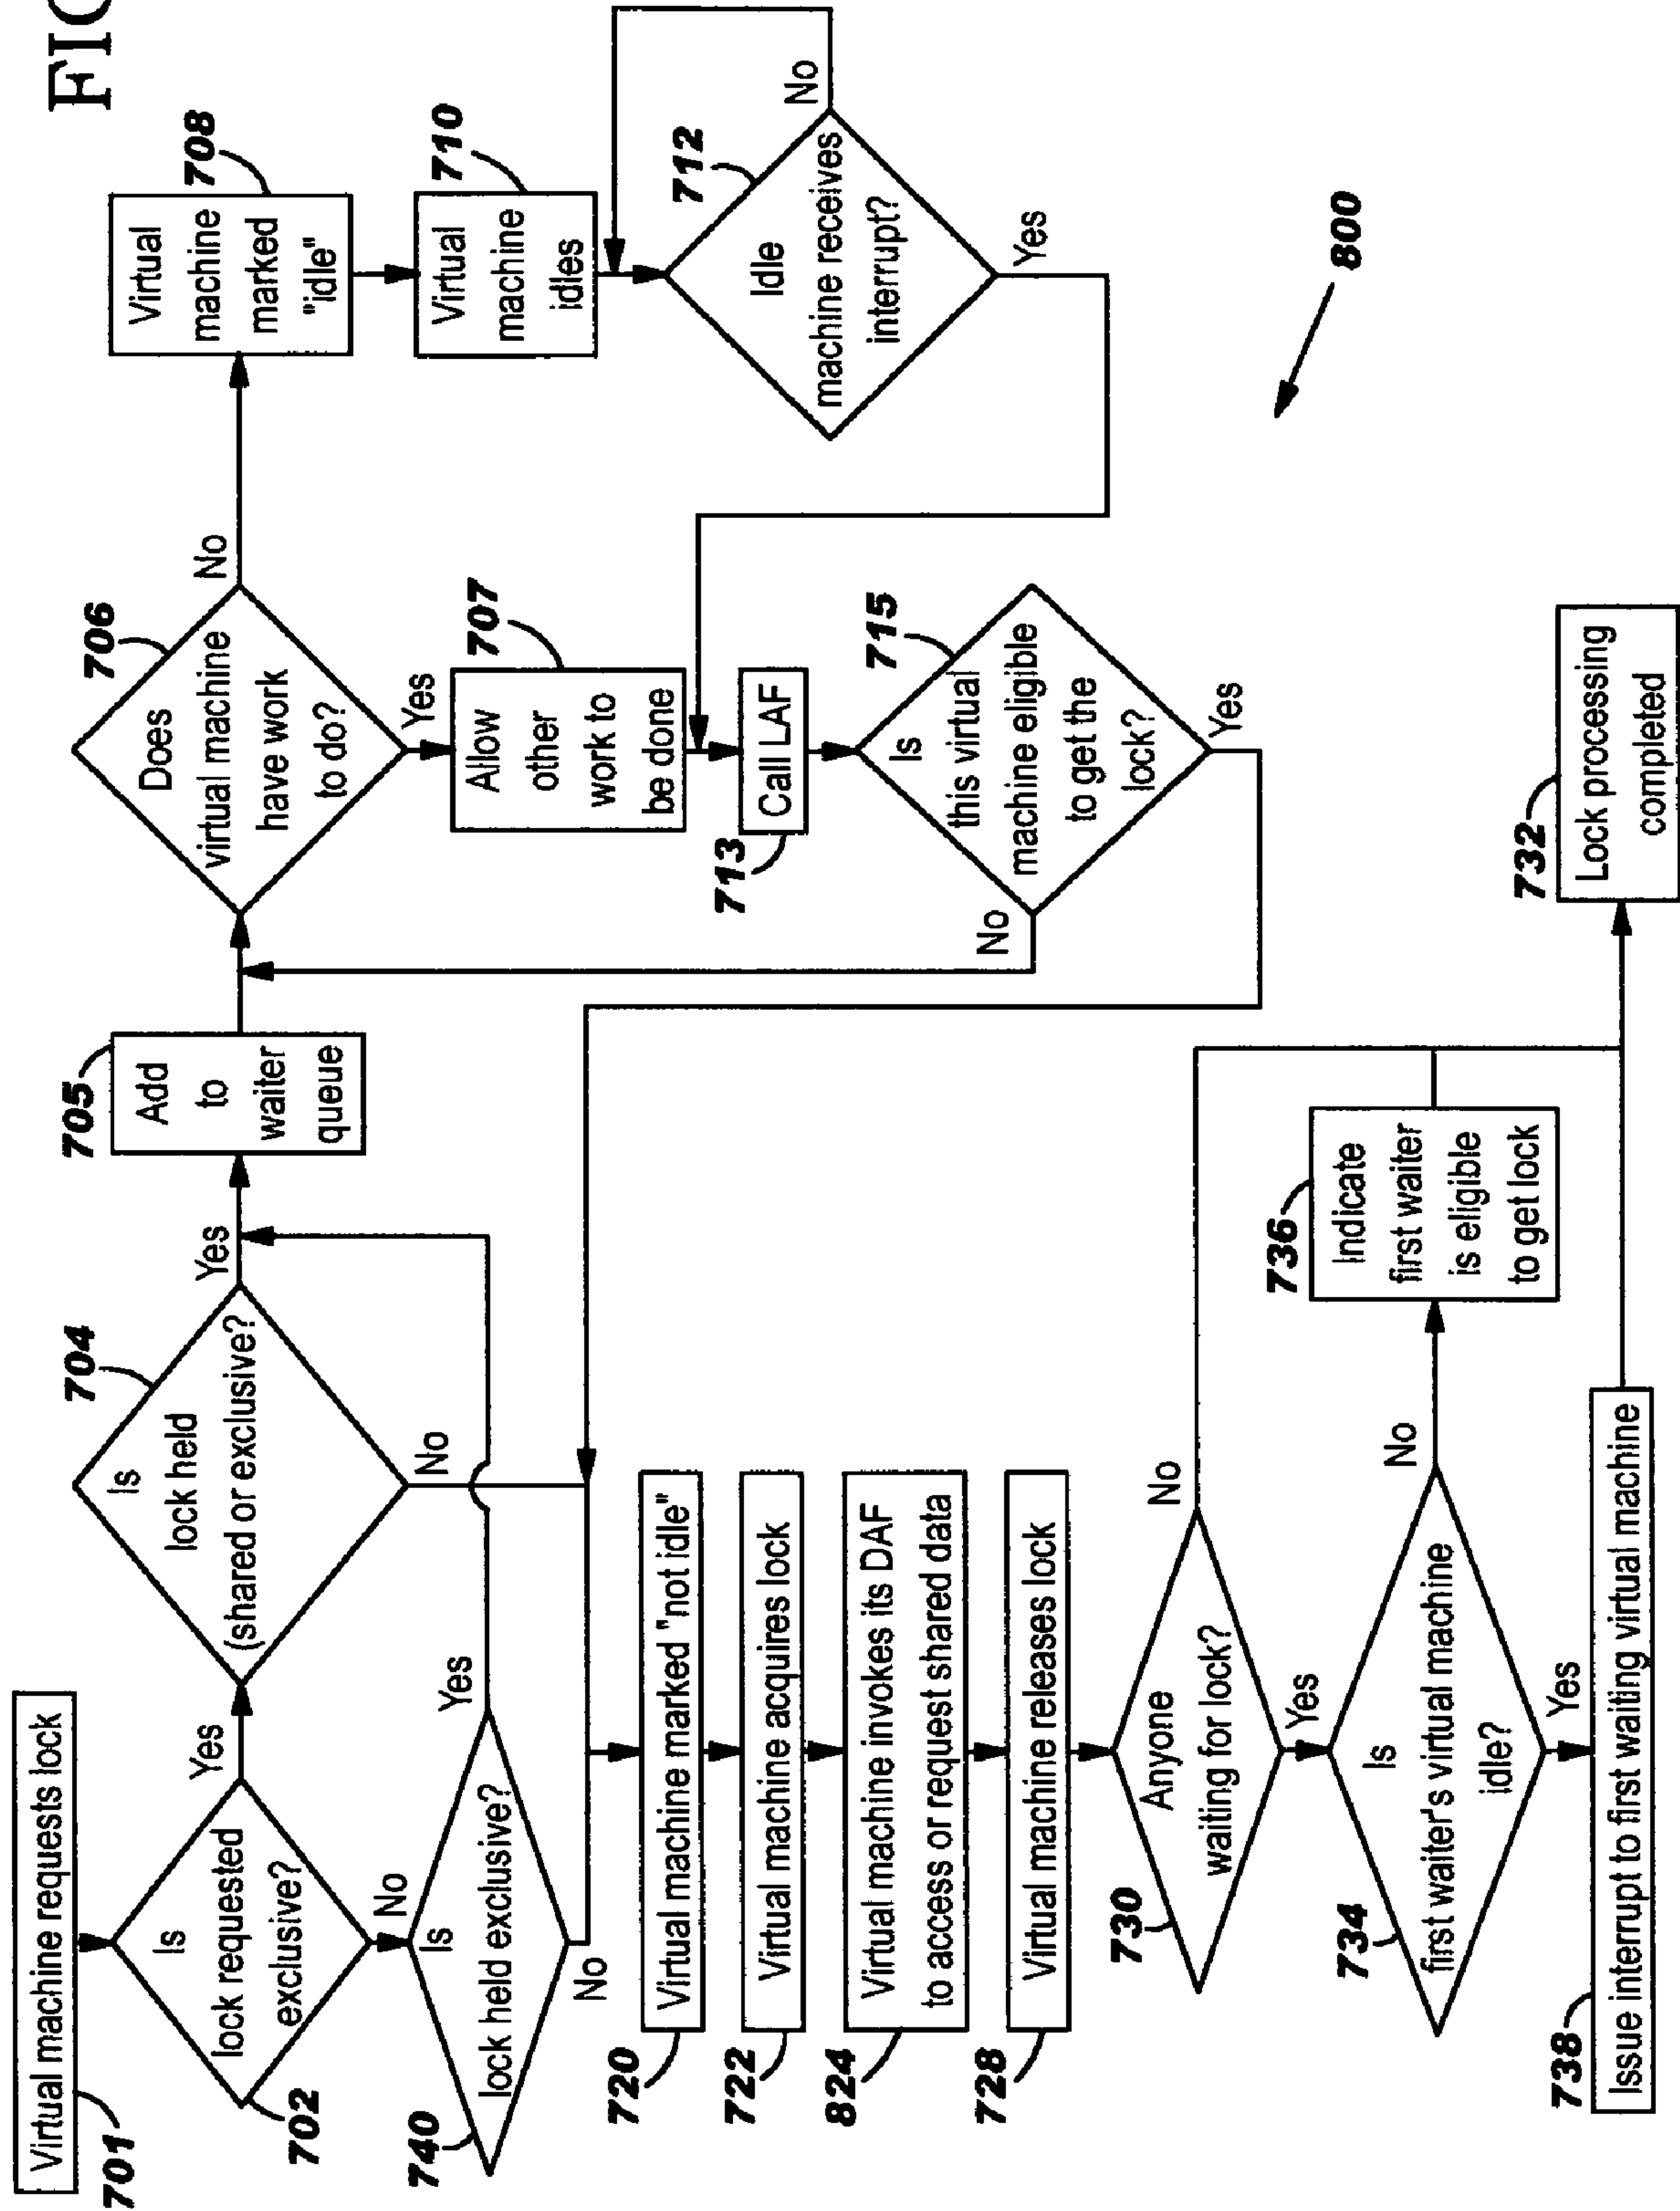 FIG
701
Virtual machine requests lock
702
Is
lock requested
exclusive?
Yes
No
704
Is
lock held
(shared or exclusive?
Yes
No
705
Add
to
waiter
queue
706
Does
virtual machine
have work
to do?
No
Yes
708
Virtual
machine
marked
"idle"
710
Virtual
machine
idles
712
Idle
machine receives
interrupt?
No
Yes
707
Allow
other
work to
be done
713
Call LAF
715
Is
this virtual
machine eligible
to get the
lock?
No
Yes
740
Is
lock held exclusive?
Yes
No
720
Virtual machine marked "not idle"
722
Virtual machine acquires lock
824
Virtual machine invokes its DAF
to access or request shared data
728
Virtual machine releases lock
730
Anyone
waiting for lock?
No
Yes
734
Is
first waiter's virtual machine
idle?
No
Yes
736
Indicate
first waiter
is eligible
to get lock
738
Issue interrupt to first waiting virtual machine
732
Lock processing
completed
800